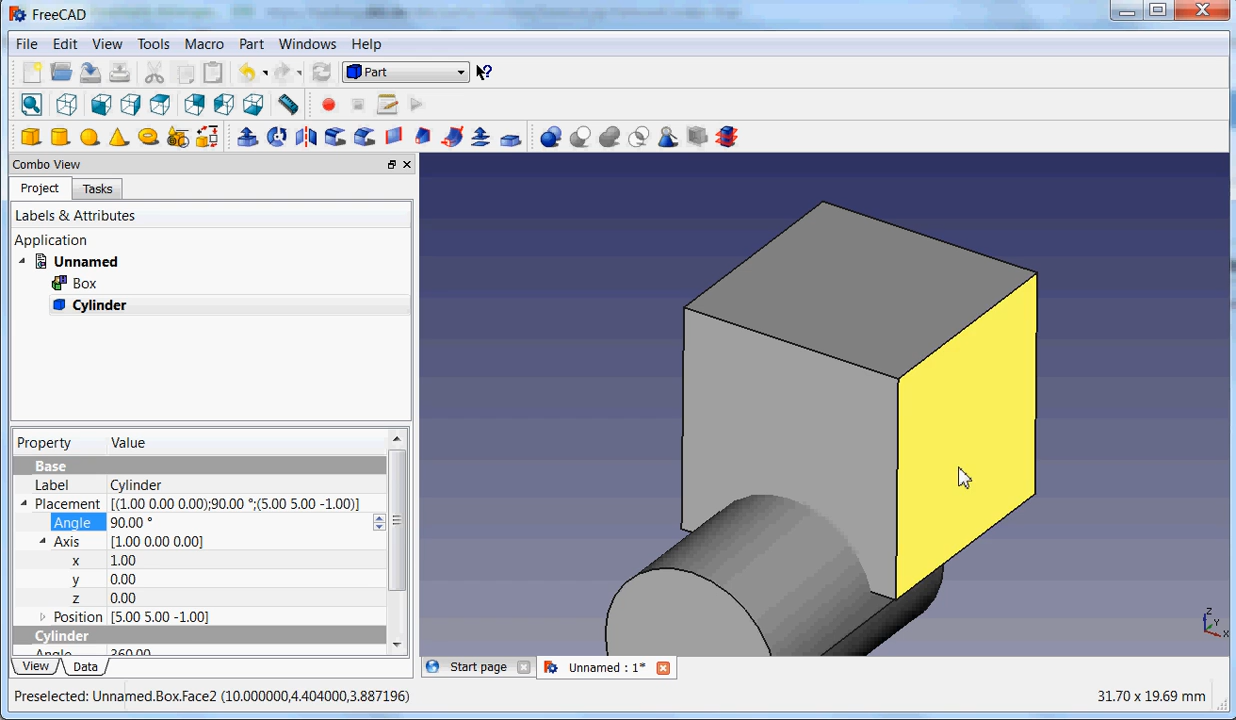 FreeCAD
File Edit View Tools Macro Part Windows Help
Part
Combo View
Project Tasks
Labels & Attributes
Application
Unnamed
Box
Cylinder
Property Value
Base
Label Cylinder
Placement [(1.00 0.00 0.00);90.00 °;(5.00 5.00 -1.00)]
Angle 90.00 °
Axis [1.00 0.00 0.00]
x 1.00
y 0.00
z 0.00
Position [5.00 5.00 -1.00]
Cylinder
Angle 360.00
View Data
Z
Y
X
Start page Unnamed : 1*
Preselected: Unnamed.Box.Face2 (10.000000,4.404000,3.887196) 31.70 x 19.69 mm